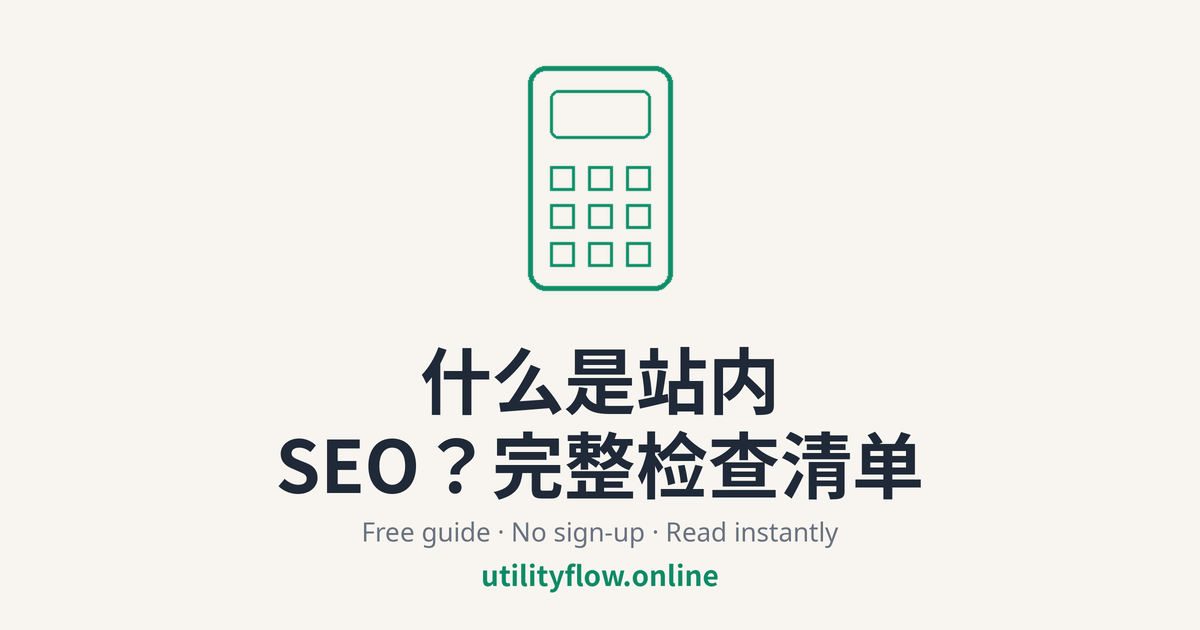 什么是站内
SEO？完整检查清单
Free guide · No sign-up · Read instantly
utilityflow.online